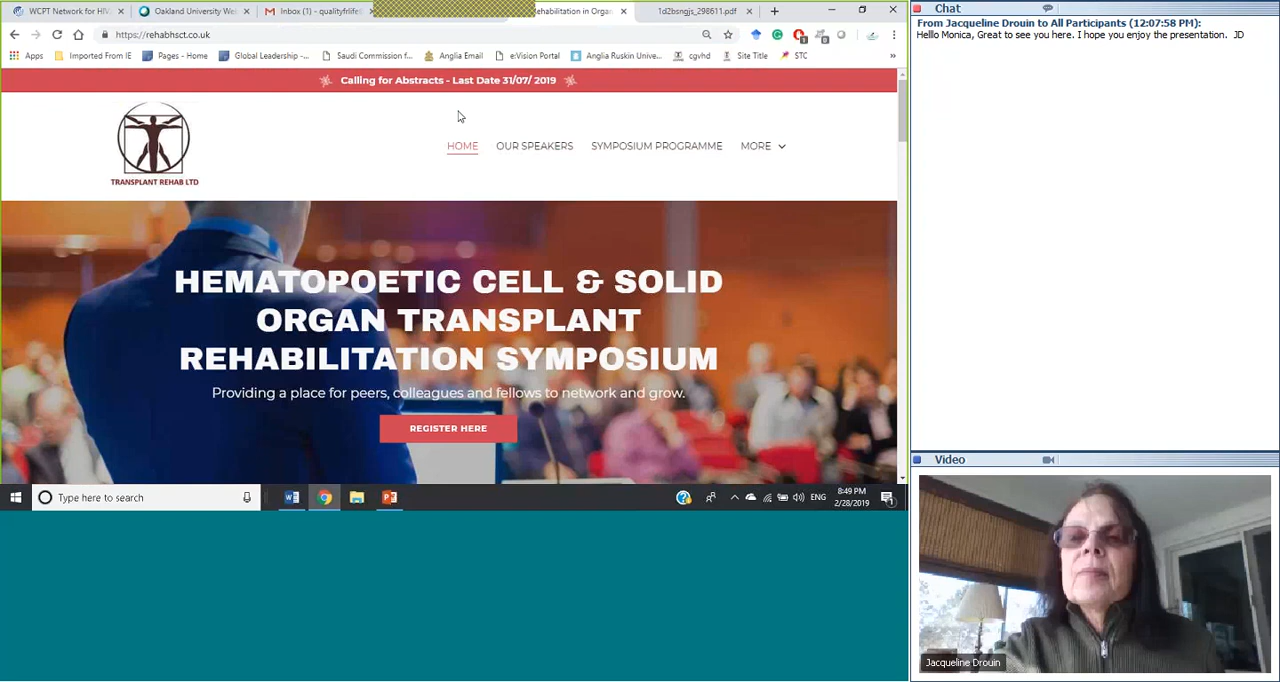 WCPT Network for HIV
Oakland University We
Inbox (1) - qualityfrlife
Rehabilitation in Organ
1d2bsngjs_298611.pdf
https://rehabhsct.co.uk
Apps
Imported From IE
Pages - Home
Global Leadership -...
Saudi Commission f...
Anglia Email
e:Vision Portal
Anglia Ruskin Unive...
cgvhd
Site Title
STC
Calling for Abstracts - Last Date 31/07/ 2019
TRANSPLANT REHAB LTD
HOME
OUR SPEAKERS
SYMPOSIUM PROGRAMME
MORE
HEMATOPOETIC CELL & SOLID
ORGAN TRANSPLANT
REHABILITATION SYMPOSIUM
Providing a place for peers, colleagues and fellows to network and grow.
REGISTER HERE
Type here to search
ENG
8:49 PM
2/28/2019
Chat
From Jacqueline Drouin to All Participants (12:07:58 PM):
Hello Monica, Great to see you here. I hope you enjoy the presentation. JD
Video
Jacqueline Drouin